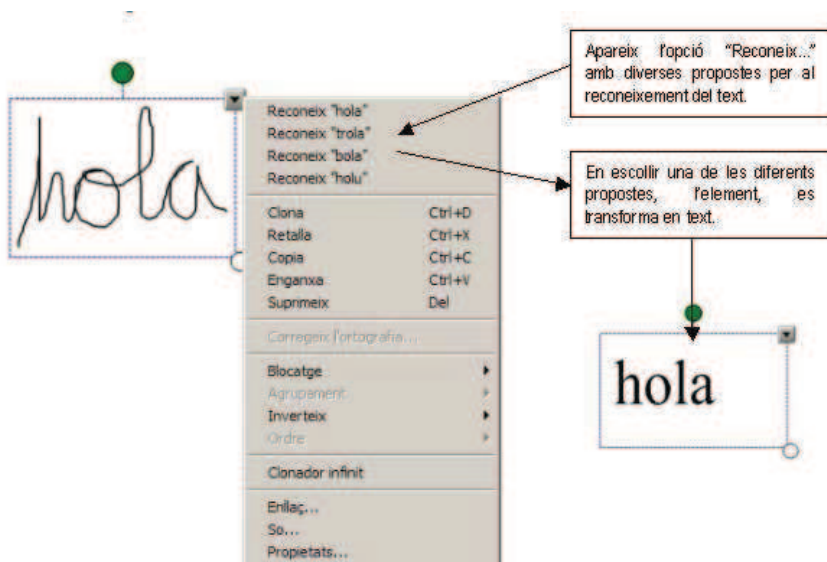 hola
Reconeix "hola"
Reconeix "trola"
Reconeix "bola"
Reconeix "holu"
Clona Ctrl+D
Retalla Ctrl+X
Copia Ctrl+C
Enganxa Ctrl+V
Suprimeix Del
Corregeix l'ortografia...
Blocatge
Agrupament
Inverteix
Ordre
Clonador infinit
Enllaç...
So...
Propietats...
Apareix l'opció "Reconeix..."
amb diverses propostes per al
reconeixement del text.
En escollir una de les diferents
propostes, l'element, es
transforma en text.
hola